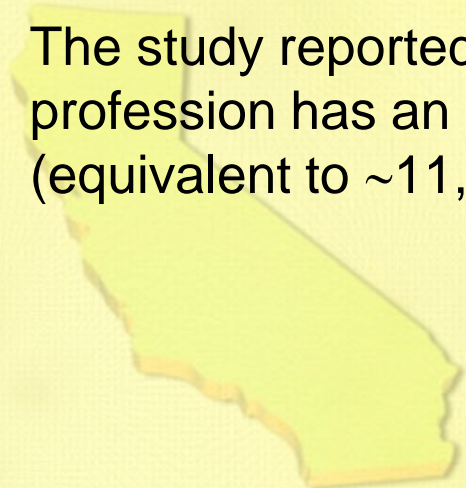 The study reported
profession has an
(equivalent to ~11,